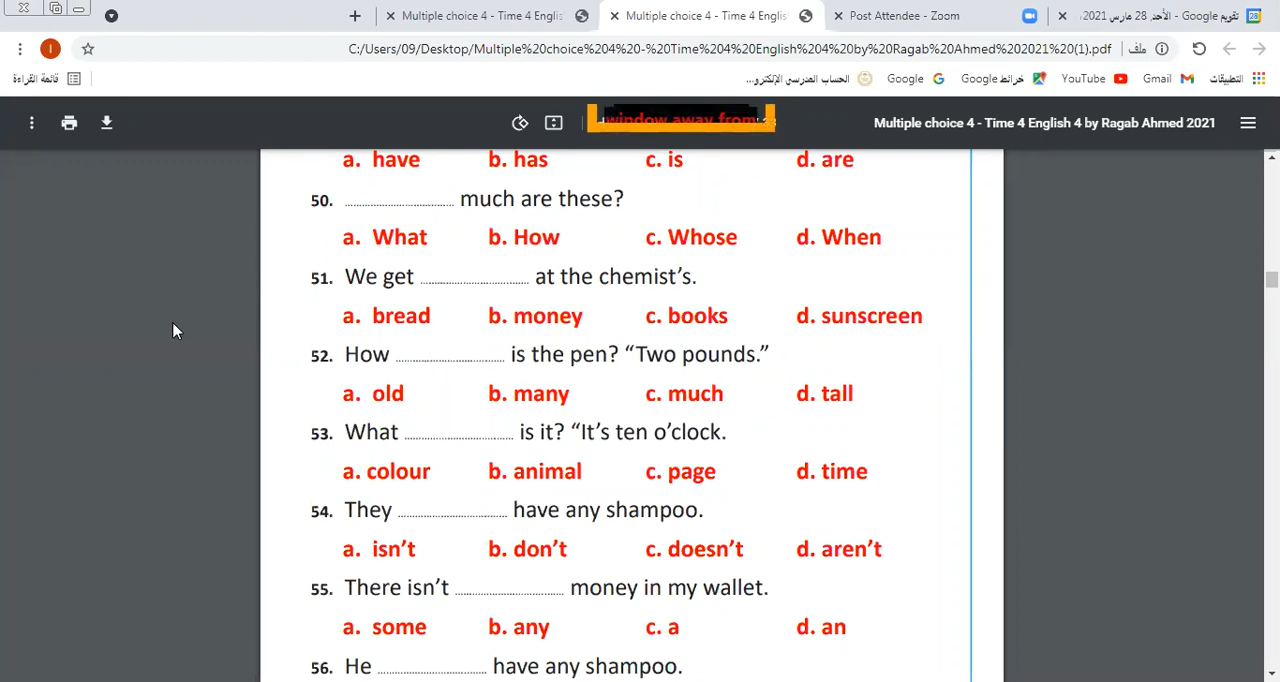 Multiple choice 4 - Time 4 Englis
Multiple choice 4 - Time 4 English
Post Attendee - Zoom
تقويم Google - الأحد, 28 مارس 2021
I
C:/Users/09/Desktop/Multiple%20choice%204%20-%20Time%204%20English%204%20by%20Ragab%20Ahmed%202021%20(1).pdf
ملف
قائمة القراءة
الحساب المدرسي الإلكترو...
Google
خرائط Google
YouTube
Gmail
التطبيقات
window away from
Multiple choice 4 - Time 4 English 4 by Ragab Ahmed 2021
a. have b. has c. is d. are
50. ........................... much are these?
a. What b. How c. Whose d. When
51. We get ........................... at the chemist's.
a. bread b. money c. books d. sunscreen
52. How ........................... is the pen? “Two pounds.”
a. old b. many c. much d. tall
53. What ........................... is it? “It's ten o'clock.
a. colour b. animal c. page d. time
54. They ........................... have any shampoo.
a. isn't b. don't c. doesn't d. aren't
55. There isn't ........................... money in my wallet.
a. some b. any c. a d. an
56. He ........................... have any shampoo.